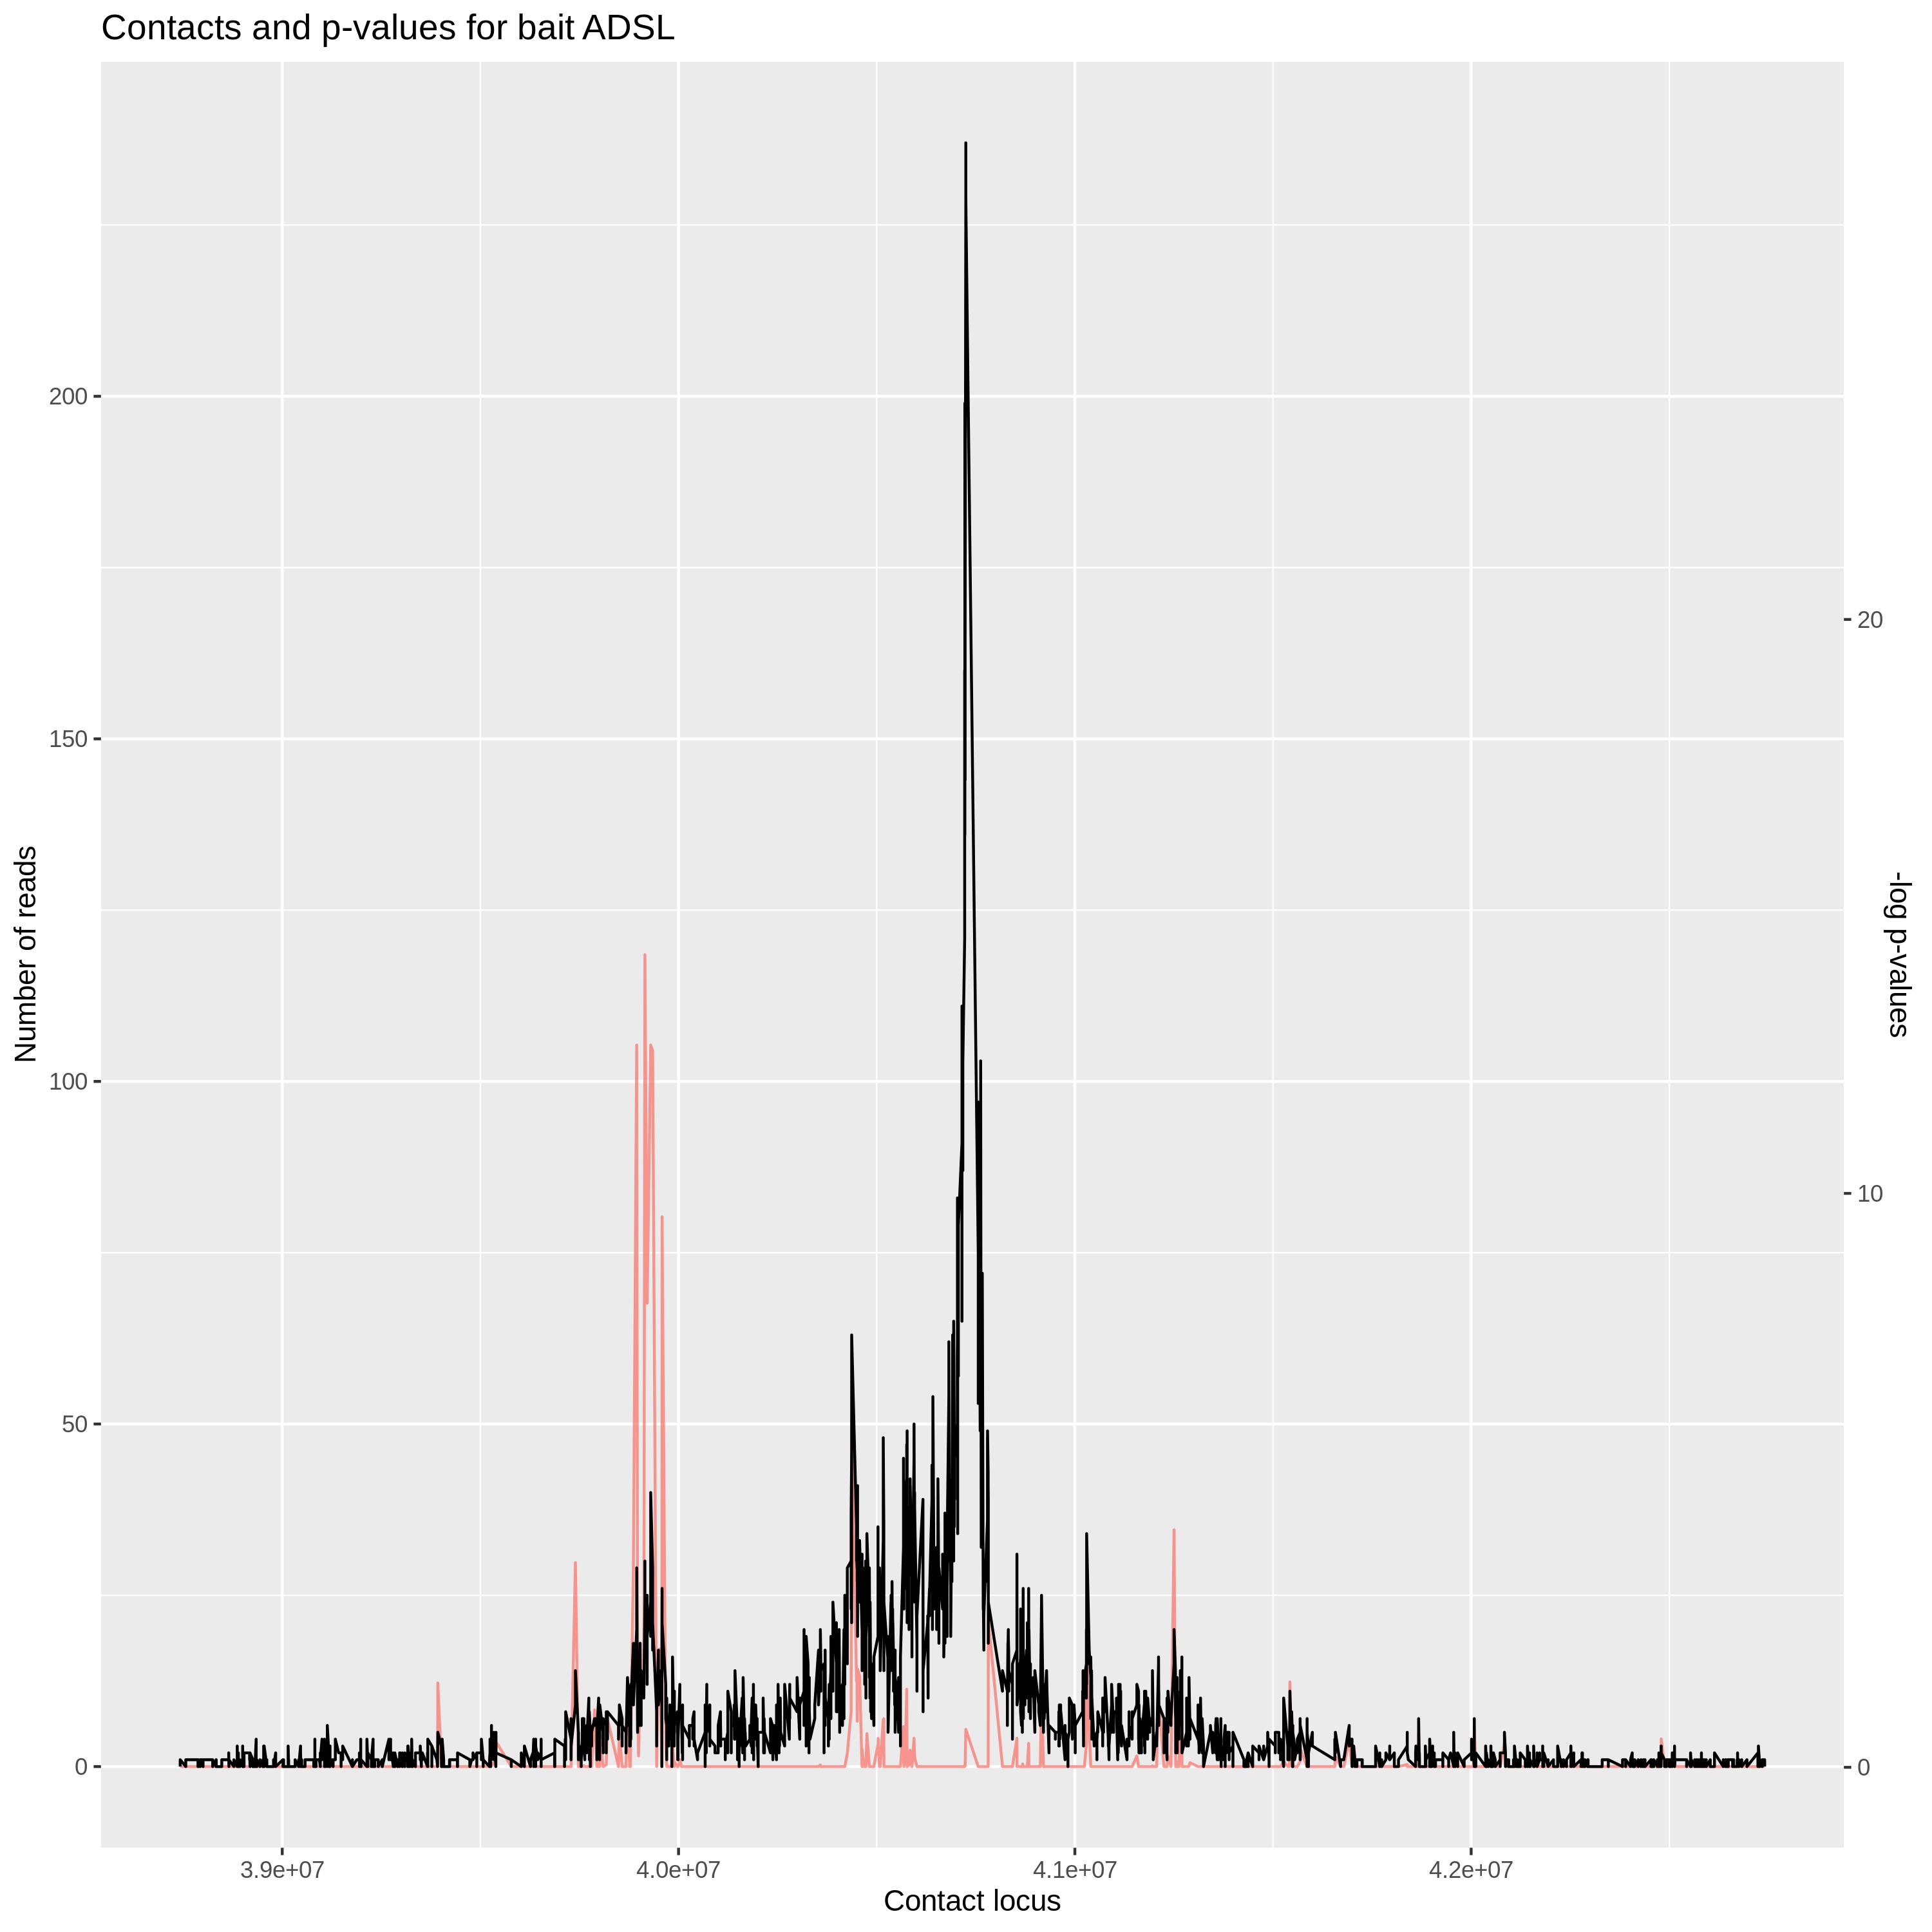 Contacts and p-values for bait ADSL
Number of reads
200
150
100
50
0
20
10
0
-log p-values
3.9e+07
4.0e+07
4.1e+07
4.2e+07
Contact locus